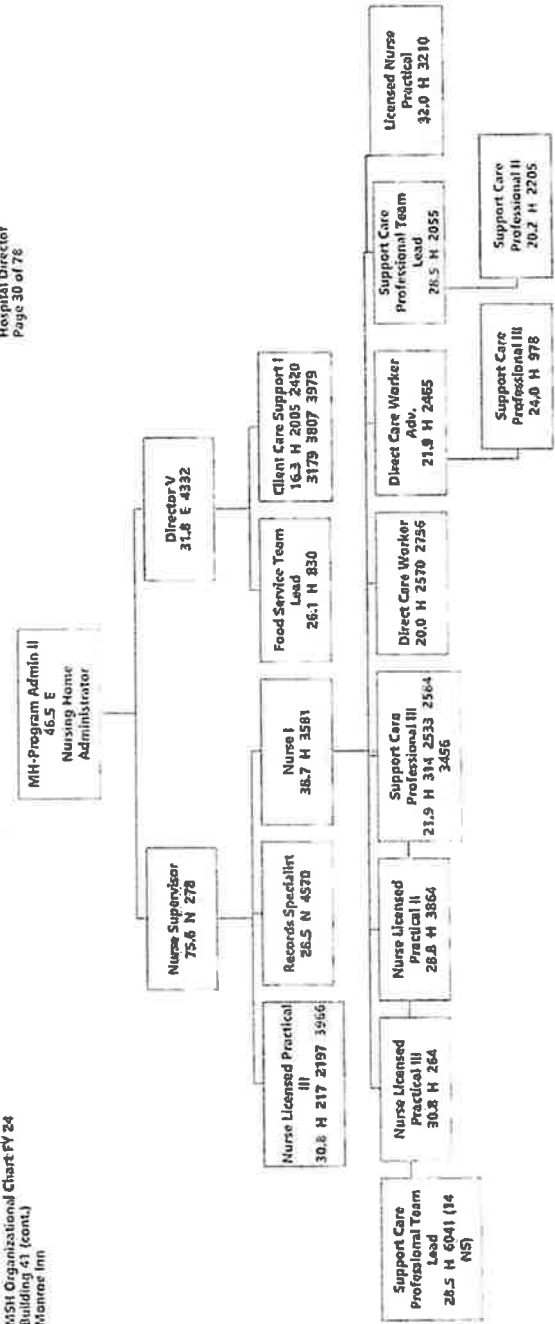 MSH Organizational Chart FY 24
Building 41 (cont.)
Monroe Inn
Hospital Director
Page 30 of 78
MH-Program Admin II
46.5 E
Nursing Home
Administrator
Nurse Supervisor
75.6 N 278
Director V
31.8 E 4332
Nurse Licensed Practical
III
30.8 H 217 2197 3966
Records Specialist
26.5 N 4570
Nurse I
38.7 H 3581
Food Service Team
Lead
26.1 H 830
Client Care Support I
16.3 H 2005 2420
3179 3807 3979
Support Care
Professional Team
Lead
28.5 H 6041 (14
NS)
Nurse Licensed
Practical III
30.8 H 264
Nurse Licensed
Practical II
28.8 H 3864
Support Care
Professional III
21.9 H 314 2533 2564
3456
Direct Care Worker
20.0 H 2570 2756
Direct Care Worker
Adv.
21.9 H 2465
Support Care
Professional Team
Lead
28.5 H 2055
Licensed Nurse
Practical
32.0 H 3210
Support Care
Professional III
24.0 H 978
Support Care
Professional II
20.2 H 2205